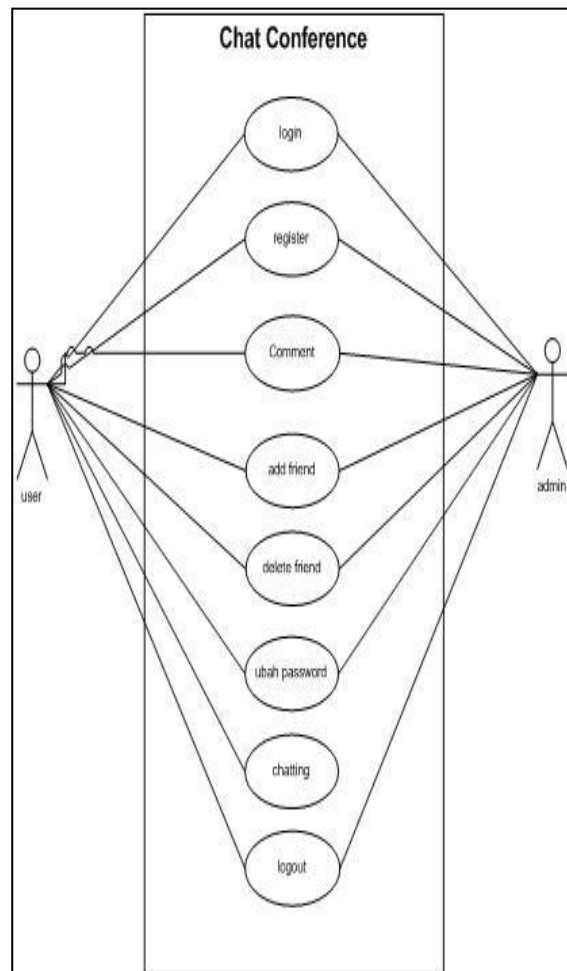 Chat Conference
login
register
Comment
add friend
delete friend
ubah password
chatting
logout
user
admin